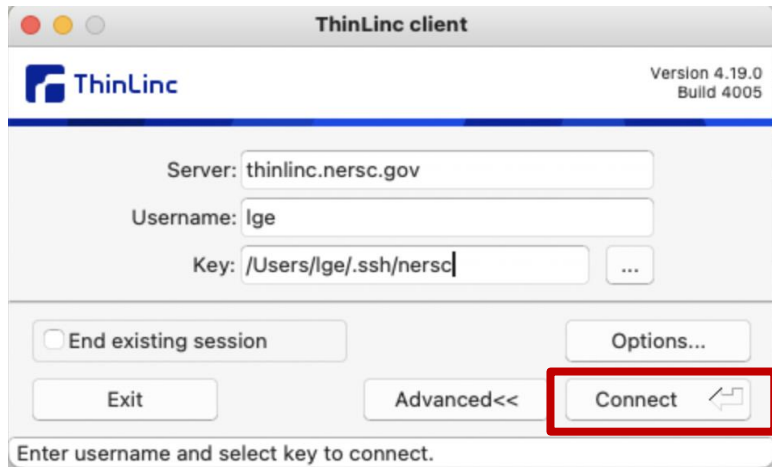 ThinLinc client
ThinLinc
Version 4.19.0
Build 4005
Server: thinlinc.nersc.gov
Username: lge
Key: /Users/lge/.ssh/nersc ...
End existing session Options...
Exit Advanced<< Connect
Enter username and select key to connect.